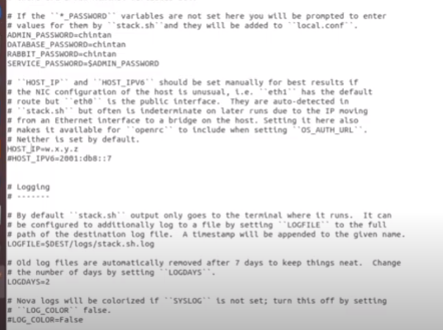 # If the ``*_PASSWORD`` variables are not set here you will be prompted to enter
# values for them by ``stack.sh``and they will be added to ``local.conf``.
ADMIN_PASSWORD=chintan
DATABASE_PASSWORD=chintan
RABBIT_PASSWORD=chintan
SERVICE_PASSWORD=$ADMIN_PASSWORD
# ``HOST_IP`` and ``HOST_IPV6`` should be set manually for best results if
# the NIC configuration of the host is unusual, i.e. ``eth1`` has the default
# route but ``eth0`` is the public interface. They are auto-detected in
# ``stack.sh`` but often is indeterminate on later runs due to the IP moving
# from an Ethernet interface to a bridge on the host. Setting it here also
# makes it available for ``openrc`` to include when setting ``OS_AUTH_URL``.
# Neither is set by default.
HOST_IP=w.x.y.z
#HOST_IPV6=2001:db8::7
# Logging
# -------
# By default ``stack.sh`` output only goes to the terminal where it runs. It can
# be configured to additionally log to a file by setting ``LOGFILE`` to the full
# path of the destination log file. A timestamp will be appended to the given name.
LOGFILE=$DEST/logs/stack.sh.log
# Old log files are automatically removed after 7 days to keep things neat. Change
# the number of days by setting ``LOGDAYS``.
LOGDAYS=2
# Nova logs will be colorized if ``SYSLOG`` is not set; turn this off by setting
# ``LOG_COLOR`` false.
#LOG_COLOR=False